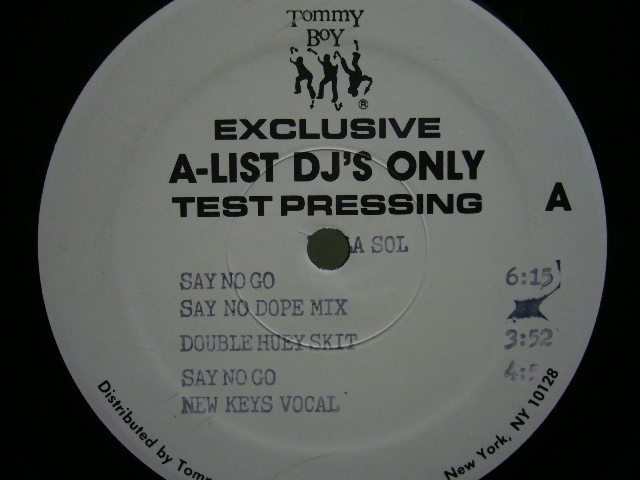 Tommy
Boy
®
EXCLUSIVE
A-LIST DJ'S ONLY
TEST PRESSING
A
LA SOL
SAY NO GO 6:15
SAY NO DOPE MIX
DOUBLE HUEY SKIT 3:52
SAY NO GO
NEW KEYS VOCAL
Distributed by
New York, NY 10128